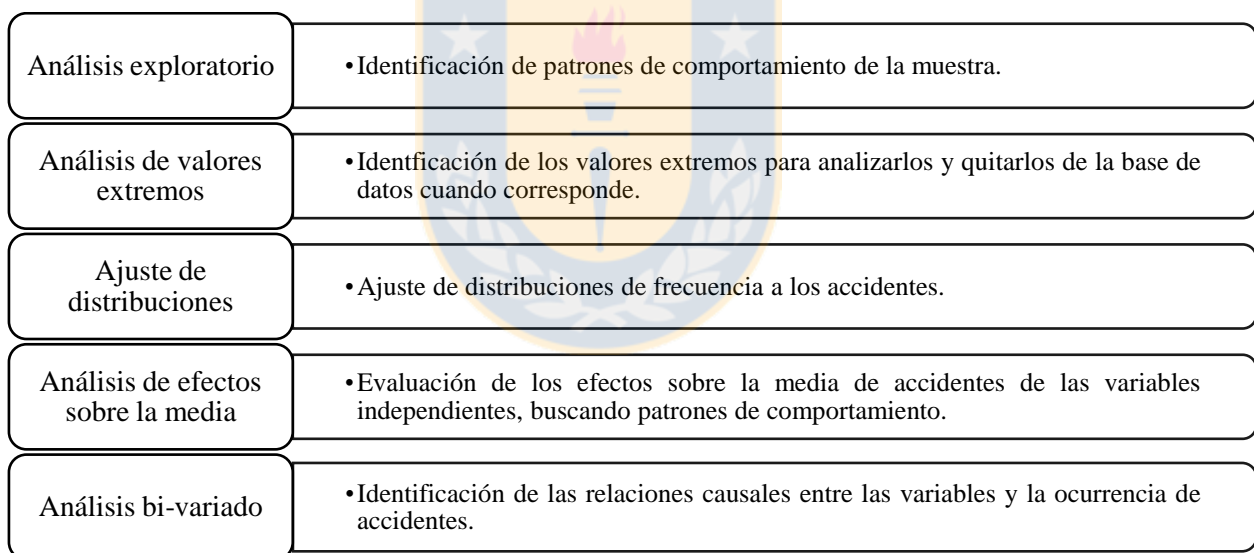 Análisis exploratorio
•Identificación de patrones de comportamiento de la muestra.
Análisis de valores
extremos
•Identficación de los valores extremos para analizarlos y quitarlos de la base de
datos cuando corresponde.
Ajuste de
distribuciones
•Ajuste de distribuciones de frecuencia a los accidentes.
Análisis de efectos
sobre la media
•Evaluación de los efectos sobre la media de accidentes de las variables
independientes, buscando patrones de comportamiento.
Análisis bi-variado
•Identificación de las relaciones causales entre las variables y la ocurrencia de
accidentes.